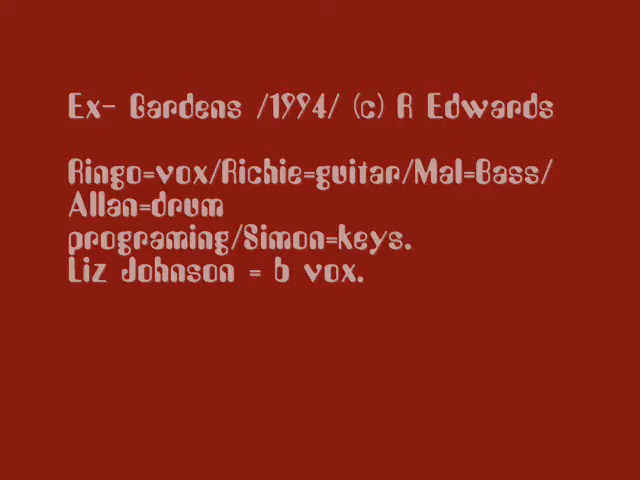 Ex- Gardens /1994/ (c) R Edwards
Ringo=vox/Richie=guitar/Mal=Bass/
Allan=drum
programing/Simon=keys.
Liz Johnson = b vox.